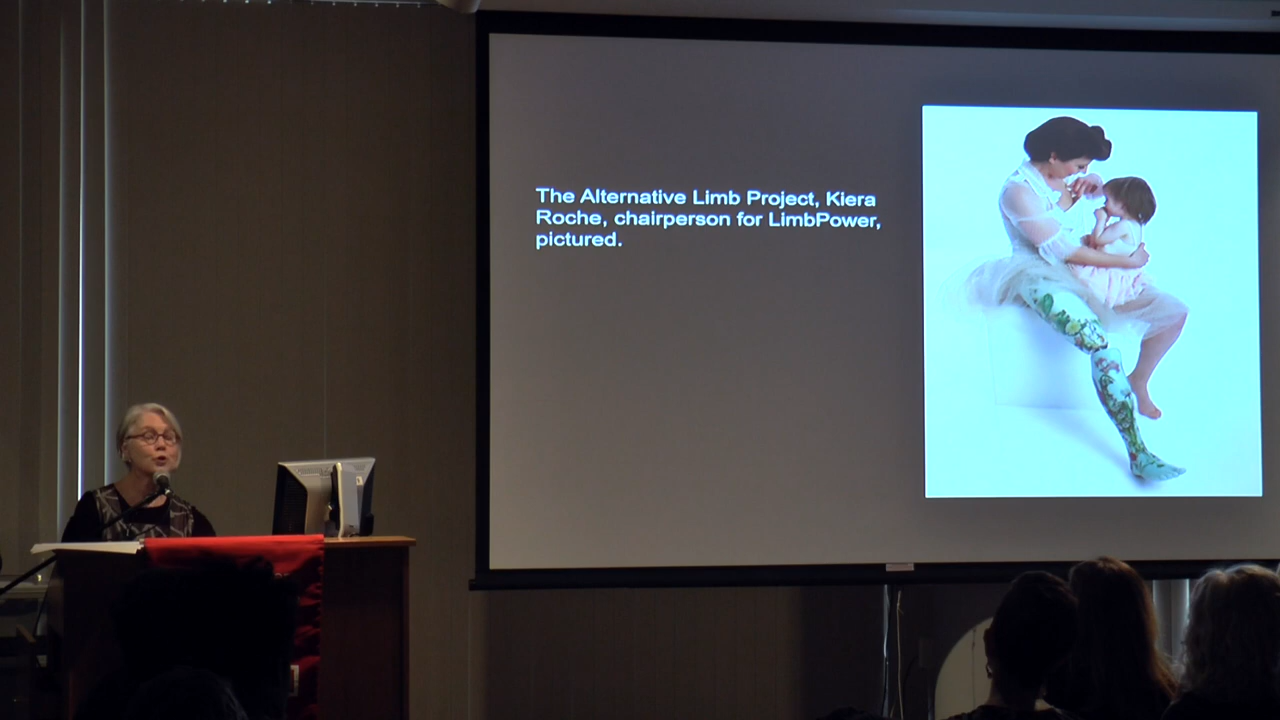 The Alternative Limb Project, Kiera
Roche, chairperson for LimbPower,
pictured.